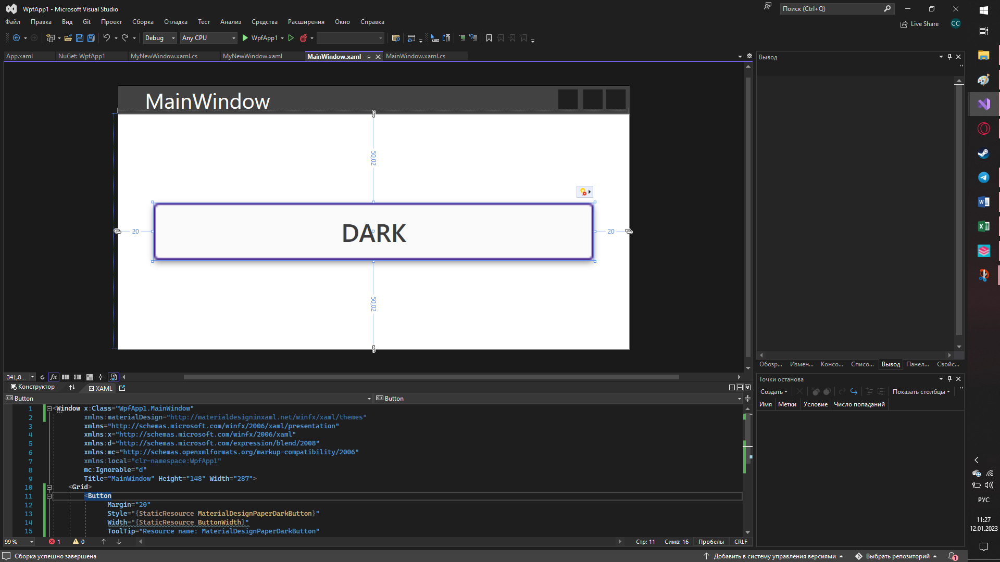 WpfApp1 - Microsoft Visual Studio
Поиск (Ctrl+Q)
Файл Правка Вид Git Проект Сборка Отладка Тест Анализ Средства Расширения Окно Справка
Live Share
CC
Debug
Any CPU
WpfApp1
App.xaml
NuGet: WpfApp1
MyNewWindow.xaml.cs
MyNewWindow.xaml
MainWindow.xaml
MainWindow.xaml.cs
Вывод
MainWindow
50,02
20
DARK
20
50,02
Обозр... Измен... Консо... Списо... Вывод Панел... Свойс...
341,8...
fx
Точки останова
Конструктор
XAML
Создать
Показать столбцы
Button
Button
Имя Метки Условие Число попаданий
1 <Window x:Class="WpfApp1.MainWindow"
2 xmlns:materialDesign="http://materialdesigninxaml.net/winfx/xaml/themes"
3 xmlns="http://schemas.microsoft.com/winfx/2006/xaml/presentation"
4 xmlns:x="http://schemas.microsoft.com/winfx/2006/xaml"
5 xmlns:d="http://schemas.microsoft.com/expression/blend/2008"
6 xmlns:mc="http://schemas.openxmlformats.org/markup-compatibility/2006"
7 xmlns:local="clr-namespace:WpfApp1"
8 mc:Ignorable="d"
9 Title="MainWindow" Height="148" Width="287">
10 <Grid>
11 <Button
12 Margin="20"
13 Style="{StaticResource MaterialDesignPaperDarkButton}"
14 Width="{StaticResource ButtonWidth}"
15 ToolTip="Resource name: MaterialDesignPaperDarkButton"
99 %
1
0
Стр: 11 Симв: 16 Пробелы CRLF
Сборка успешно завершена
Добавить в систему управления версиями
Выбрать репозиторий
1
РУС
11:27
12.01.2023